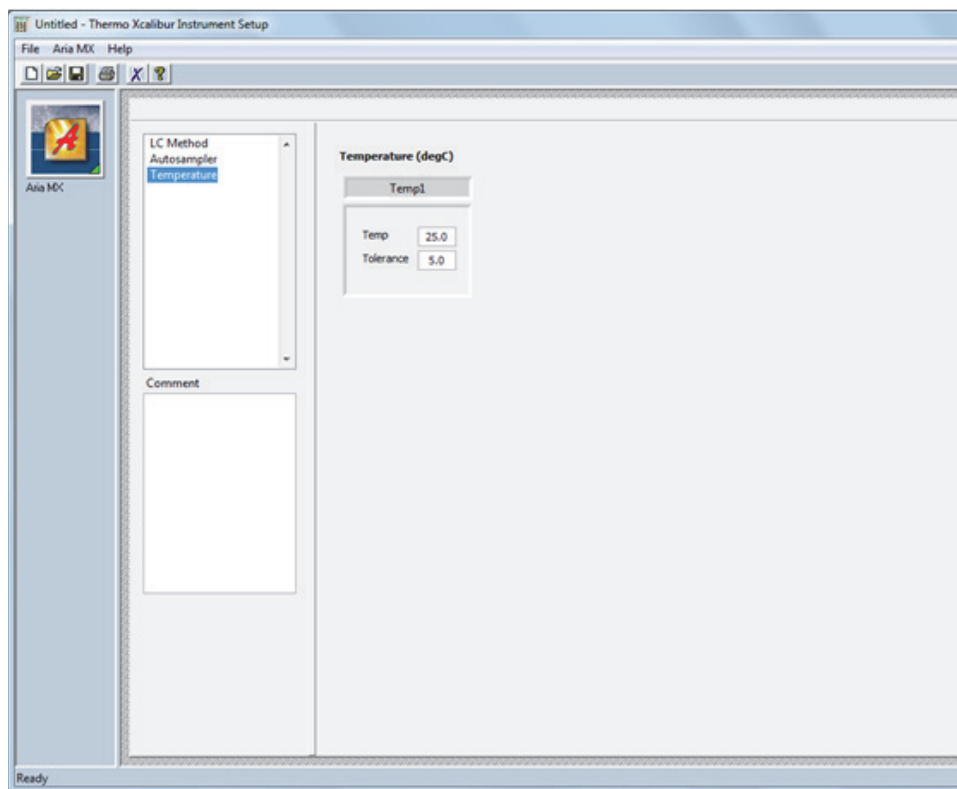 Untitled - Thermo Xcalibur Instrument Setup
File Aria MX Help
Aria MX
LC Method
Autosampler
Temperature
Comment
Temperature (degC)
Temp1
Temp 25.0
Tolerance 5.0
Ready